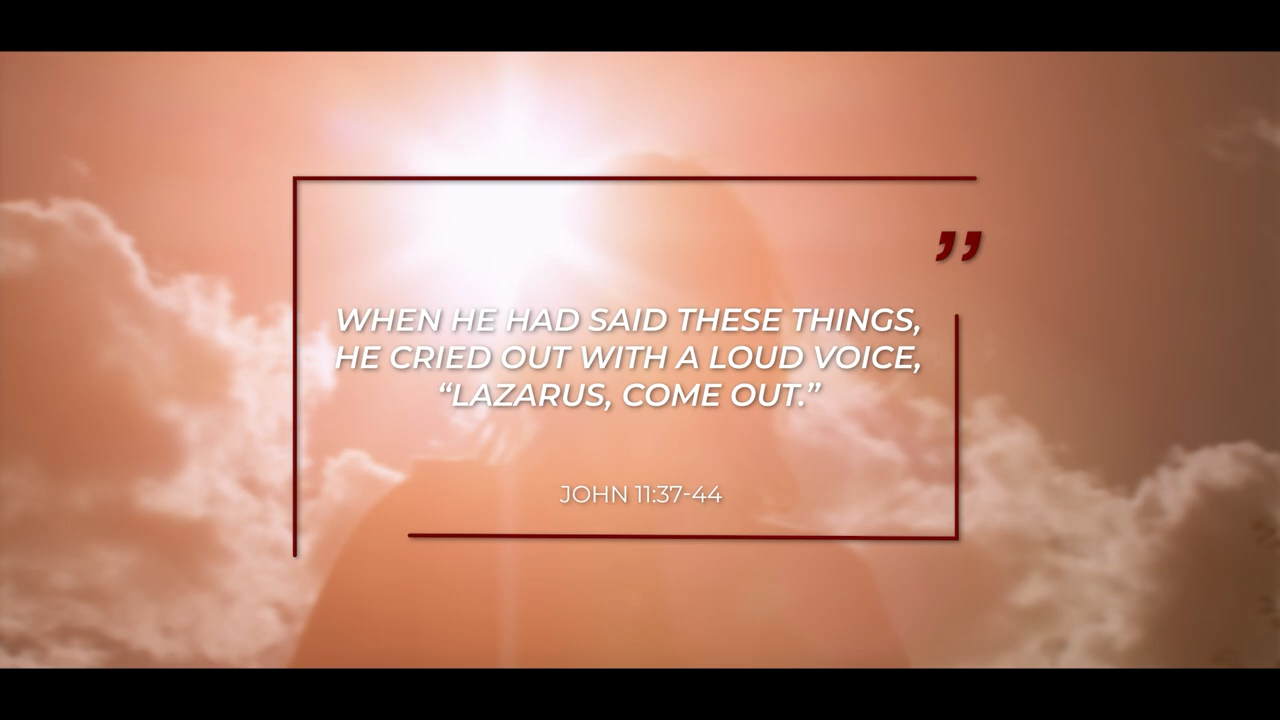 ”
WHEN HE HAD SAID THESE THINGS,
HE CRIED OUT WITH A LOUD VOICE,
“LAZARUS, COME OUT.”
JOHN 11:37-44